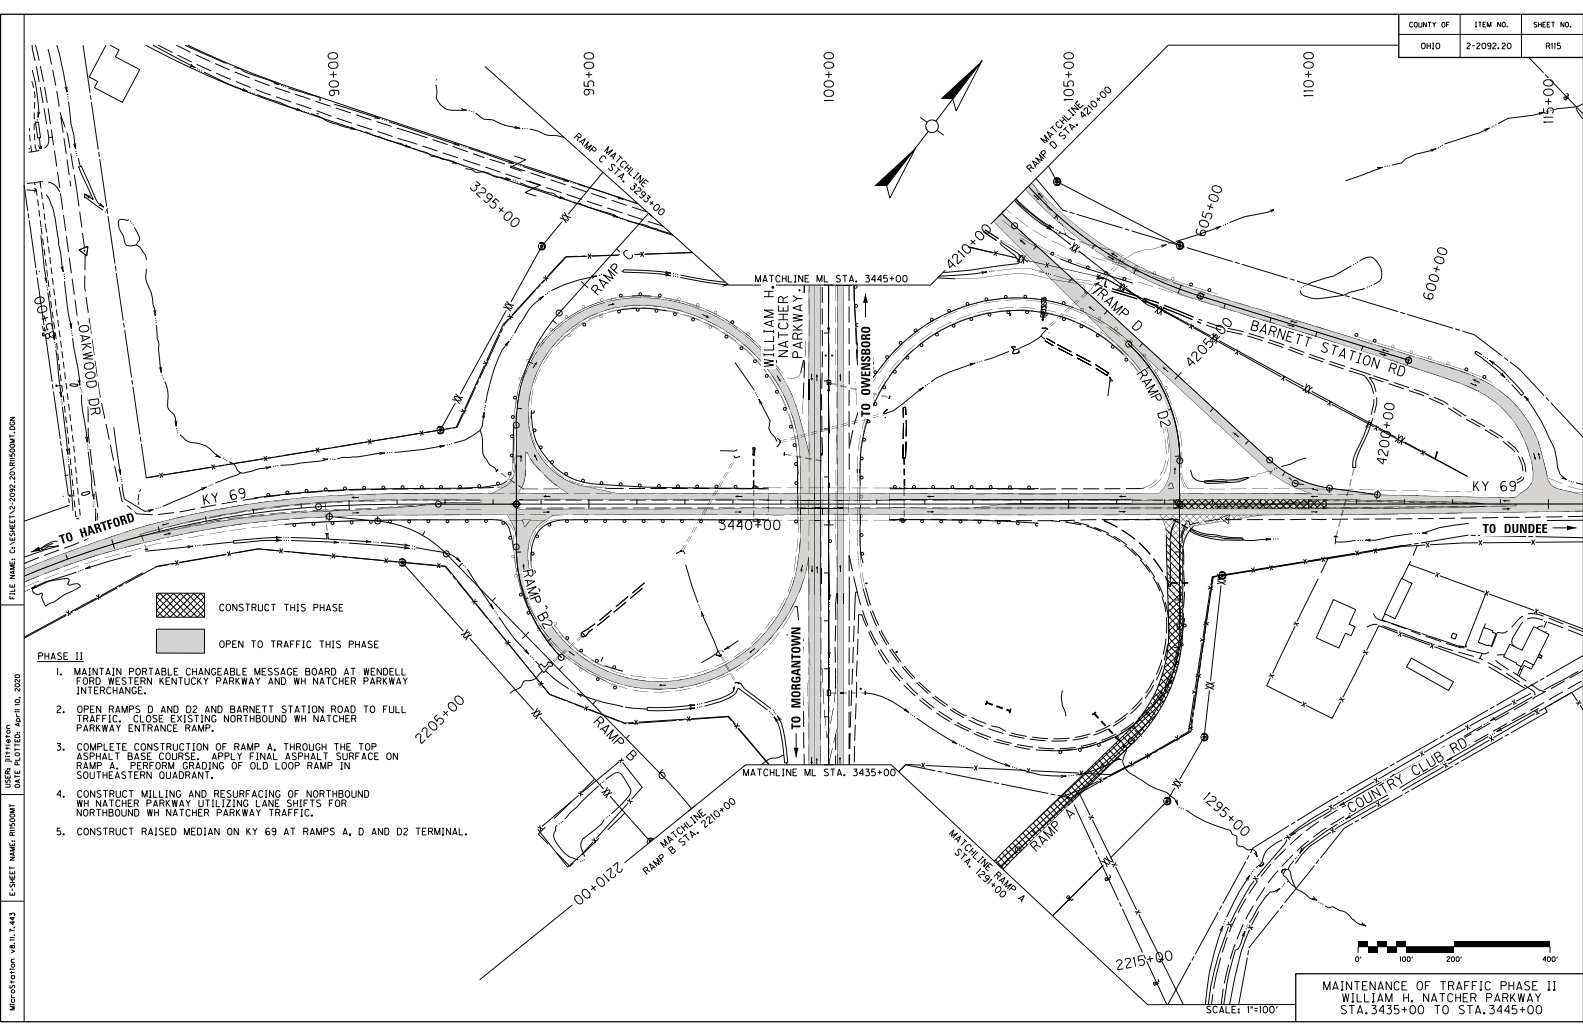 COUNTY OF
ITEM NO.
SHEET NO.
OHIO
2-2092.20
R115
90+00
95+00
100+00
105+00
110+00
115+00
MATCHLINE
RAMP C STA. 3293+00
3295+00
MATCHLINE
RAMP D STA. 4210+00
605+00
600+00
4210+00
RAMP C
MATCHLINE ML STA. 3445+00
WILLIAM H.
NATCHER
PARKWAY
TO OWENSBORO
RAMP D
4205+00
BARNETT STATION RD
RAMP D2
4200+00
OAKWOOD DR
KY 69
KY 69
TO HARTFORD
TO DUNDEE
3440+00
RAMP B2
CONSTRUCT THIS PHASE
OPEN TO TRAFFIC THIS PHASE
PHASE II
1. MAINTAIN PORTABLE CHANGEABLE MESSAGE BOARD AT WENDELL
FORD WESTERN KENTUCKY PARKWAY AND WH NATCHER PARKWAY
INTERCHANGE.
2. OPEN RAMPS D AND D2 AND BARNETT STATION ROAD TO FULL
TRAFFIC. CLOSE EXISTING NORTHBOUND WH NATCHER
PARKWAY ENTRANCE RAMP.
3. COMPLETE CONSTRUCTION OF RAMP A, THROUGH THE TOP
ASPHALT BASE COURSE. APPLY FINAL ASPHALT SURFACE ON
RAMP A. PERFORM GRADING OF OLD LOOP RAMP IN
SOUTHEASTERN QUADRANT.
4. CONSTRUCT MILLING AND RESURFACING OF NORTHBOUND
WH NATCHER PARKWAY UTILIZING LANE SHIFTS FOR
NORTHBOUND WH NATCHER PARKWAY TRAFFIC.
5. CONSTRUCT RAISED MEDIAN ON KY 69 AT RAMPS A, D AND D2 TERMINAL.
TO MORGANTOWN
2205+00
RAMP B
MATCHLINE ML STA. 3435+00
MATCHLINE
RAMP B STA. 2210+00
2210+00
MATCHLINE RAMP A
STA. 1291+00
RAMP A
1295+00
COUNTRY CLUB RD
2215+00
0'
100'
200'
400'
SCALE: 1"=100'
MAINTENANCE OF TRAFFIC PHASE II
WILLIAM H. NATCHER PARKWAY
STA.3435+00 TO STA.3445+00
FILE NAME: C:\ESHEET\2-2092.20\R11500MT.DGN
DATE PLOTTED: April 10, 2020
E-SHEET NAME: R11500MT
MicroStation v8.11.7.443